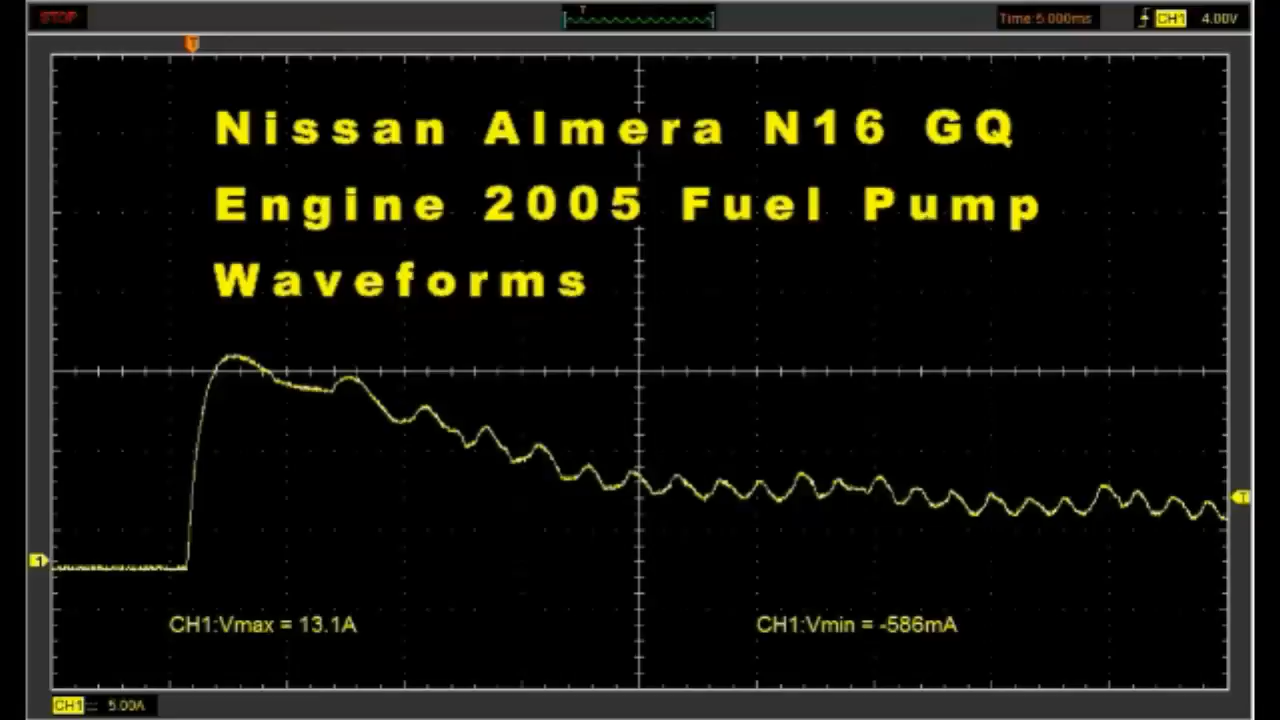 STOP
T
Time:5.000ms
CH1 4.00V
T
Nissan Almera N16 GQ
Engine 2005 Fuel Pump
Waveforms
T
1
CH1:Vmax = 13.1A
CH1:Vmin = -586mA
CH1 5.00A